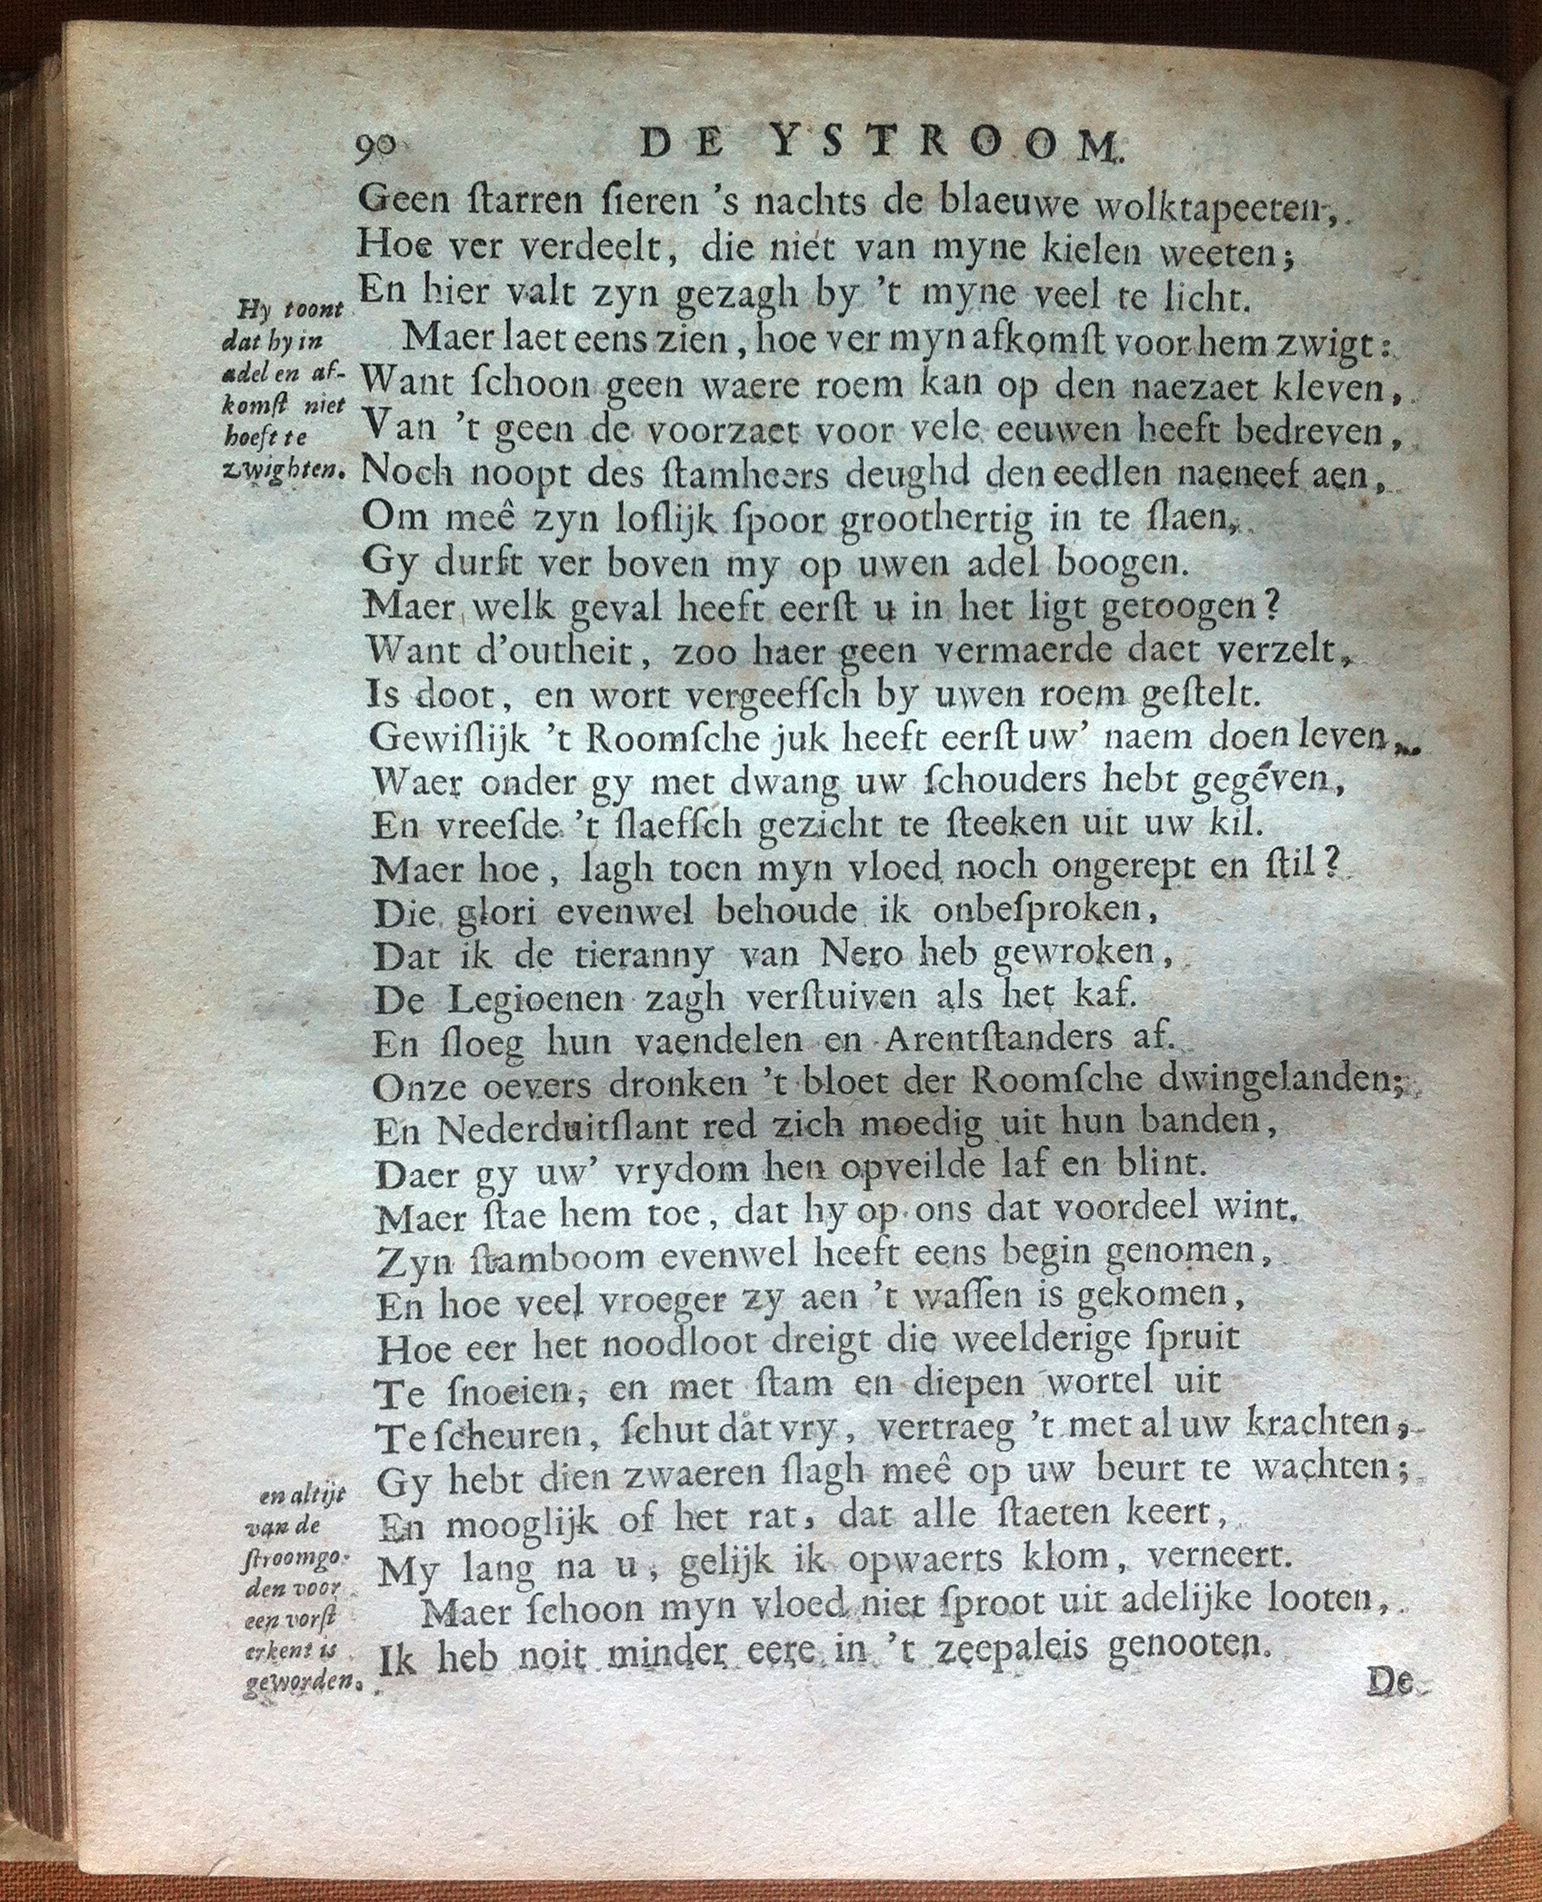 90 DE YSTROOM.
Geen ſtarren ſieren 's nachts de blaeuwe wolktapeeten,
Hoe ver verdeelt, die niet van myne kielen weeten;
En hier valt zyn gezagh by 't myne veel te licht.
Hy toont
dat hy in
adel en af-
komſt niet
hoeft te
zwighten.
Maer laet eens zien, hoe ver myn afkomſt voor hem zwigt:
Want ſchoon geen waere roem kan op den naezaet kleven,
Van 't geen de voorzaet voor vele eeuwen heeft bedreven,
Noch noopt des ſtamheers deughd den eedlen naeneef aen,
Om meê zyn loflijk ſpoor groothertig in te ſlaen,
Gy durft ver boven my op uwen adel boogen.
Maer welk geval heeft eerſt u in het ligt getoogen?
Want d'outheit, zoo haer geen vermaerde daet verzelt,
Is doot, en wort vergeefſch by uwen roem geſtelt.
Gewiſlijk 't Roomſche juk heeft eerſt uw' naem doen leven,
Waer onder gy met dwang uw ſchouders hebt gegeven,
En vreeſde 't ſlaefſch gezicht te ſteeken uit uw kil.
Maer hoe, lagh toen myn vloed noch ongerept en ſtil?
Die glori evenwel behoude ik onbeſproken,
Dat ik de tieranny van Nero heb gewroken,
De Legioenen zagh verſtuiven als het kaf.
En ſloeg hun vaendelen en Arentſtanders af.
Onze oevers dronken 't bloet der Roomſche dwingelanden;
En Nederduitſlant red zich moedig uit hun banden,
Daer gy uw' vrydom hen opveilde laf en blint.
Maer ſtae hem toe, dat hy op ons dat voordeel wint.
Zyn ſtamboom evenwel heeft eens begin genomen,
En hoe veel vroeger zy aen 't waſſen is gekomen,
Hoe eer het noodloot dreigt die weelderige ſpruit
Te ſnoeien, en met ſtam en diepen wortel uit
Te ſcheuren, ſchut dat vry, vertraeg 't met al uw krachten,
Gy hebt dien zwaeren ſlagh meê op uw beurt te wachten;
En mooglijk of het rat, dat alle ſtaeten keert,
My lang na u, gelijk ik opwaerts klom, verneert.
en altijt
van de
ſtroomgo-
den voor
een vorſt
erkent is
geworden.
Maer ſchoon myn vloed niet ſproot uit adelijke looten,
Ik heb noit minder eere in 't zeepaleis genooten.
De